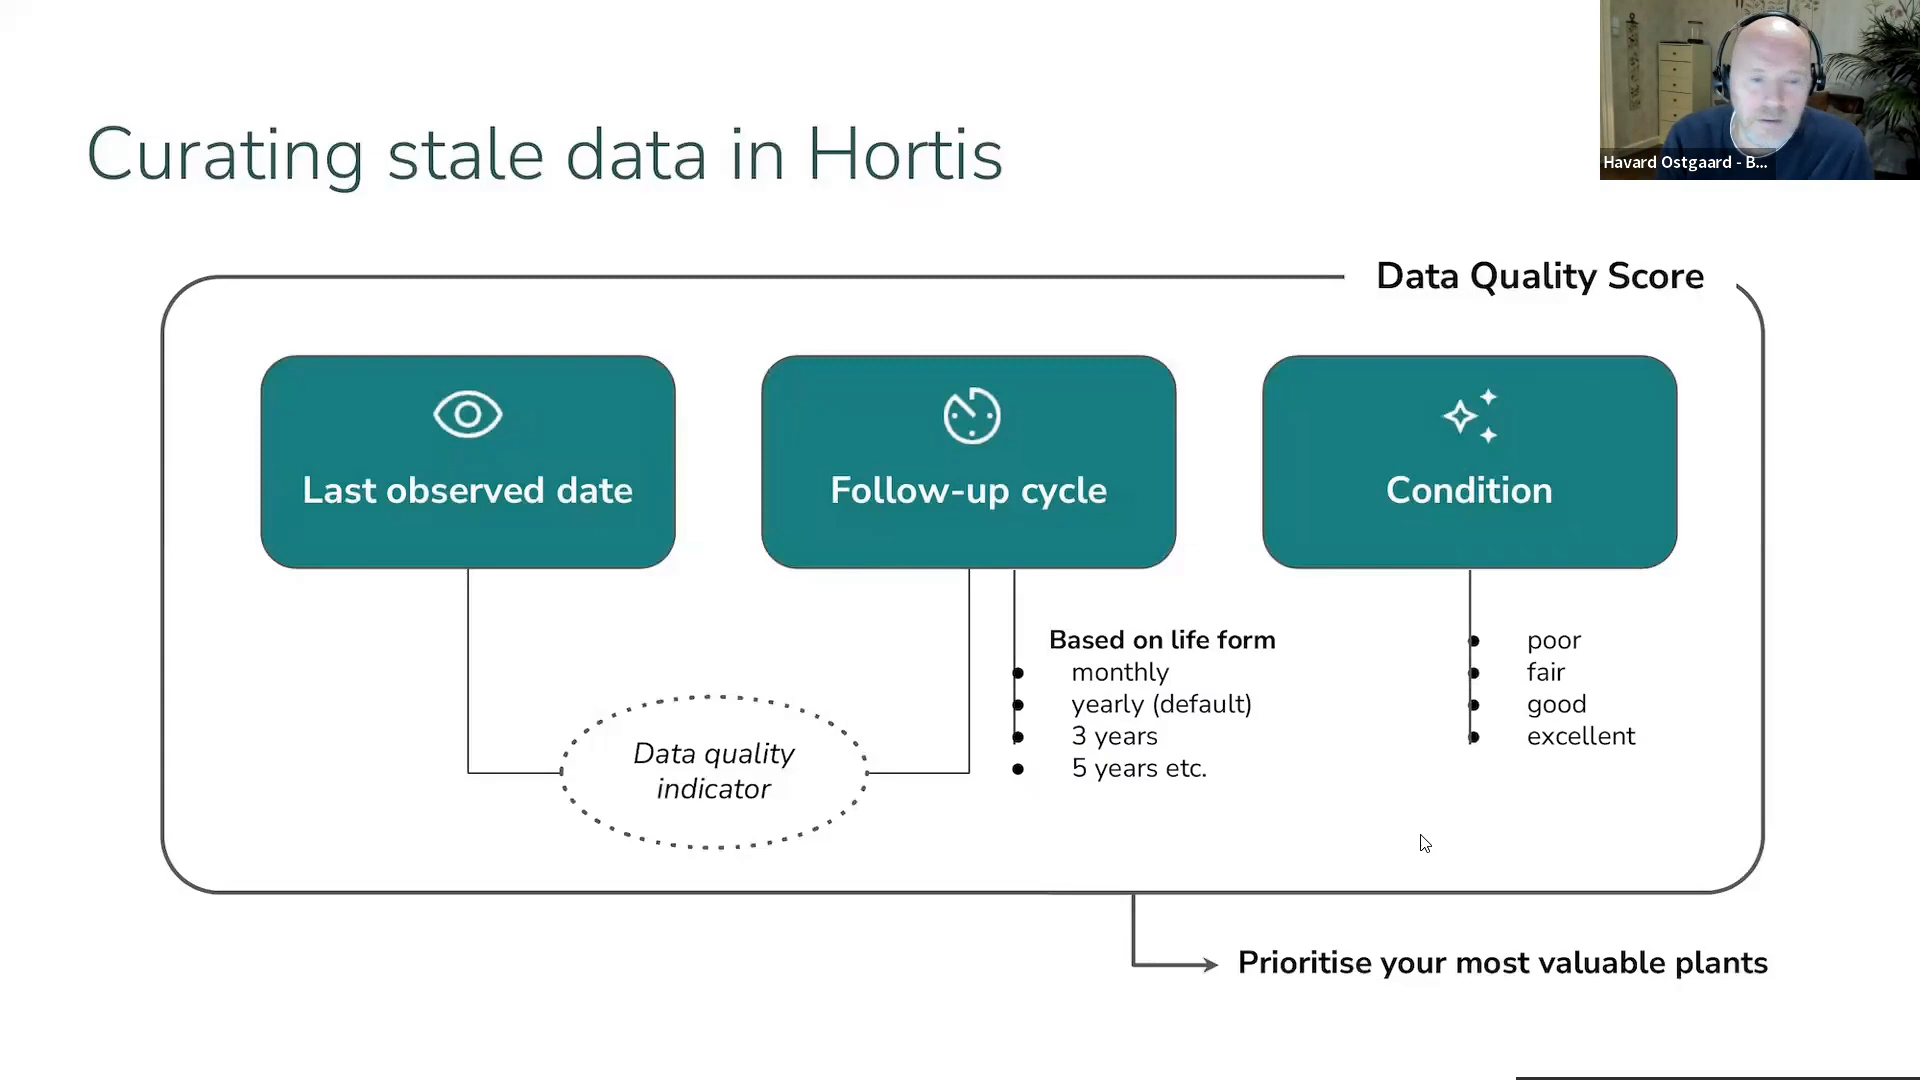 Curating stale data in Hortis
Havard Ostgaard - B...
Data Quality Score
Last observed date
Follow-up cycle
Condition
Based on life form
monthly
yearly (default)
3 years
5 years etc.
poor
fair
good
excellent
Data quality
indicator
Prioritise your most valuable plants